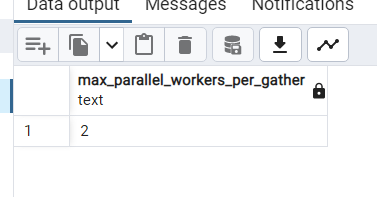 Data output Messages Notifications
max_parallel_workers_per_gather
text
1 2